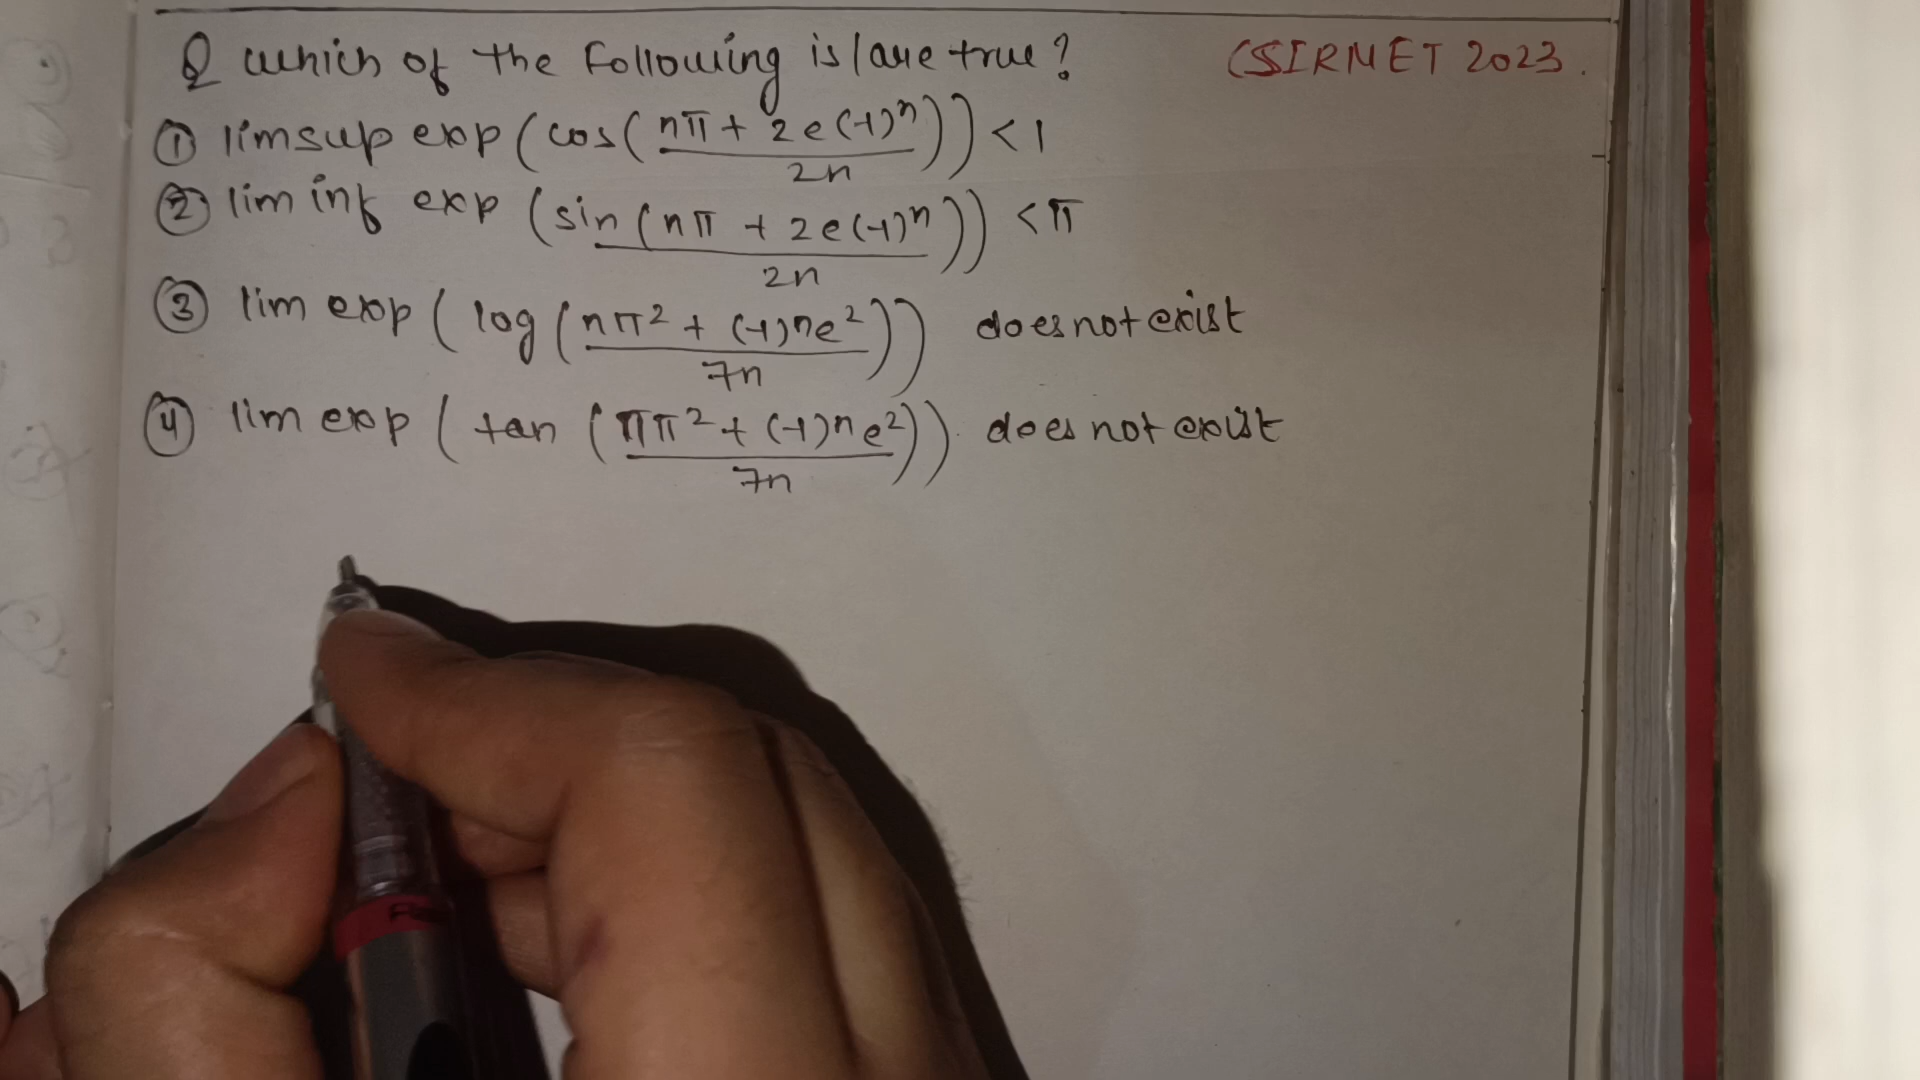 Q which of the following is/are true? CSIRNET 2023.
① limsup exp(cos(nπ + 2e(-1)ⁿ/2n)) < 1
② lim inf exp (sin(nπ + 2e(-1)ⁿ/2n)) < π
③ lim exp (log(nπ² + (-1)ⁿe²/7n)) does not exist
④ lim exp (tan (nπ² + (-1)ⁿe²/7n)). does not exist